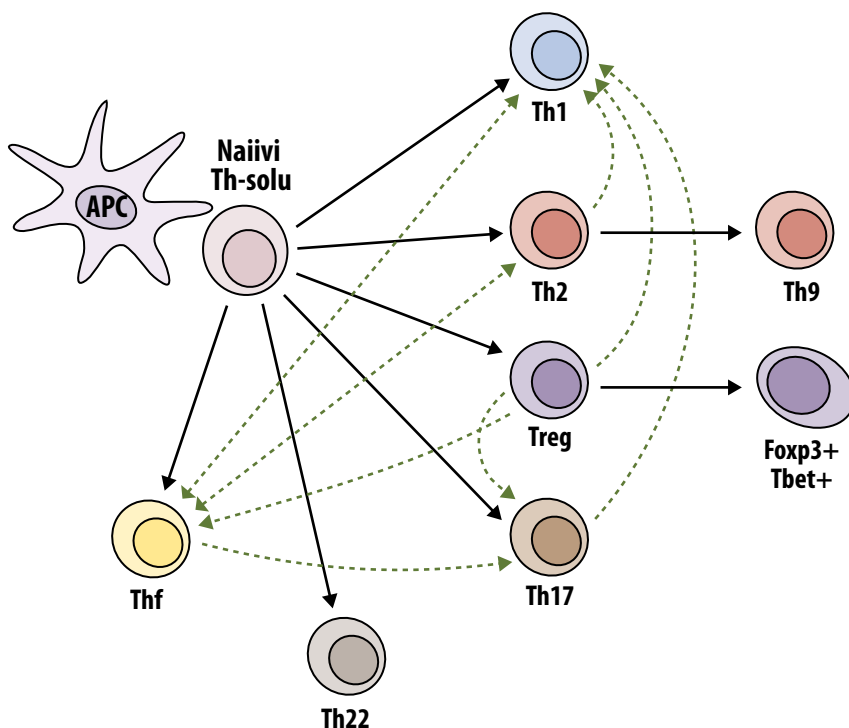 Th1
Naiivi
Th-solu
APC
Th2
Th9
Treg
Foxp3+
Tbet+
Thf
Th17
Th22